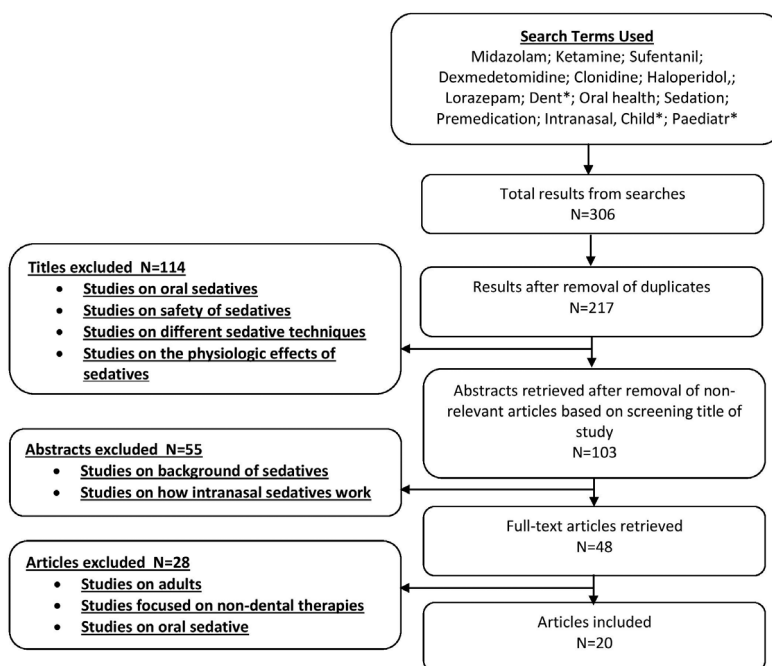 Search Terms Used
Midazolam; Ketamine; Sufentanil;
Dexmedetomidine; Clonidine; Haloperidol,;
Lorazepam; Dent*; Oral health; Sedation;
Premedication; Intranasal, Child*; Paediatr*
Total results from searches
N=306
Results after removal of duplicates
N=217
Titles excluded N=114
• Studies on oral sedatives
• Studies on safety of sedatives
• Studies on different sedative techniques
• Studies on the physiologic effects of
sedatives
Abstracts retrieved after removal of non-
relevant articles based on screening title of
study
N=103
Abstracts excluded N=55
• Studies on background of sedatives
• Studies on how intranasal sedatives work
Full-text articles retrieved
N=48
Articles excluded N=28
• Studies on adults
• Studies focused on non-dental therapies
• Studies on oral sedative
Articles included
N=20